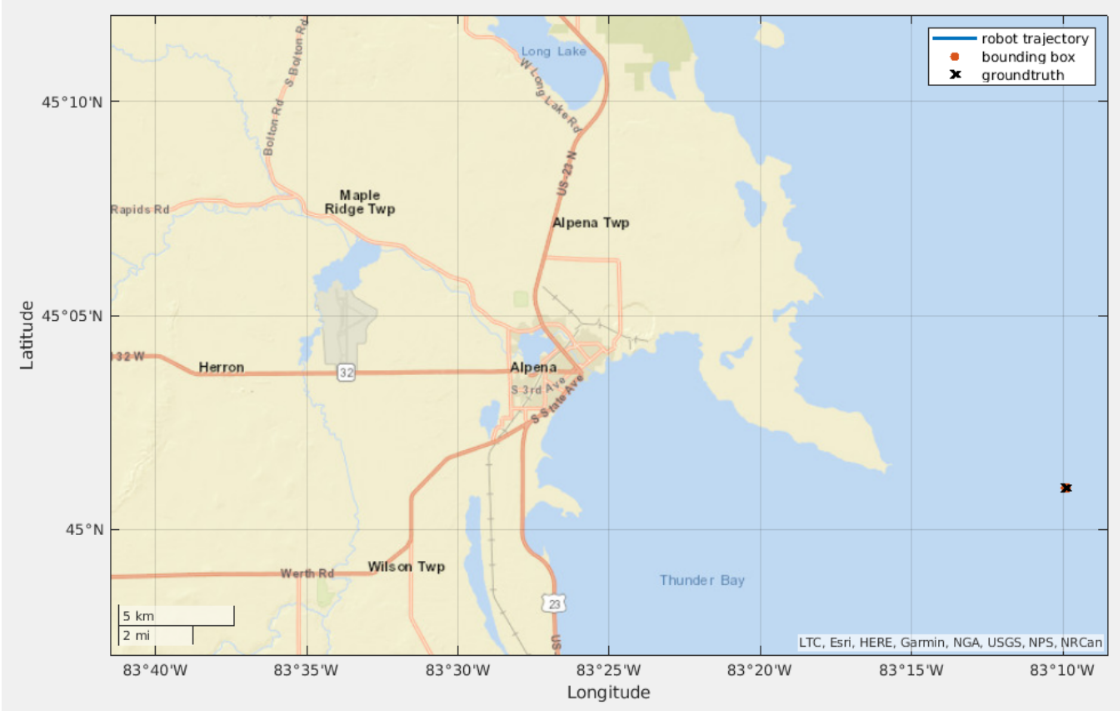 robot trajectory
bounding box
groundtruth
Long Lake
S Bolton Rd
W Long Lake Rd
Bolton Rd
US-23 N
Maple
Ridge Twp
Rapids Rd
Alpena Twp
32 W
Herron
32
Alpena
S 3rd Ave
S State Ave
Wilson Twp
Werth Rd
Thunder Bay
23
US
5 km
2 mi
LTC, Esri, HERE, Garmin, NGA, USGS, NPS, NRCan
45°10'N
45°05'N
45°N
Latitude
83°40'W 83°35'W 83°30'W 83°25'W 83°20'W 83°15'W 83°10'W
Longitude